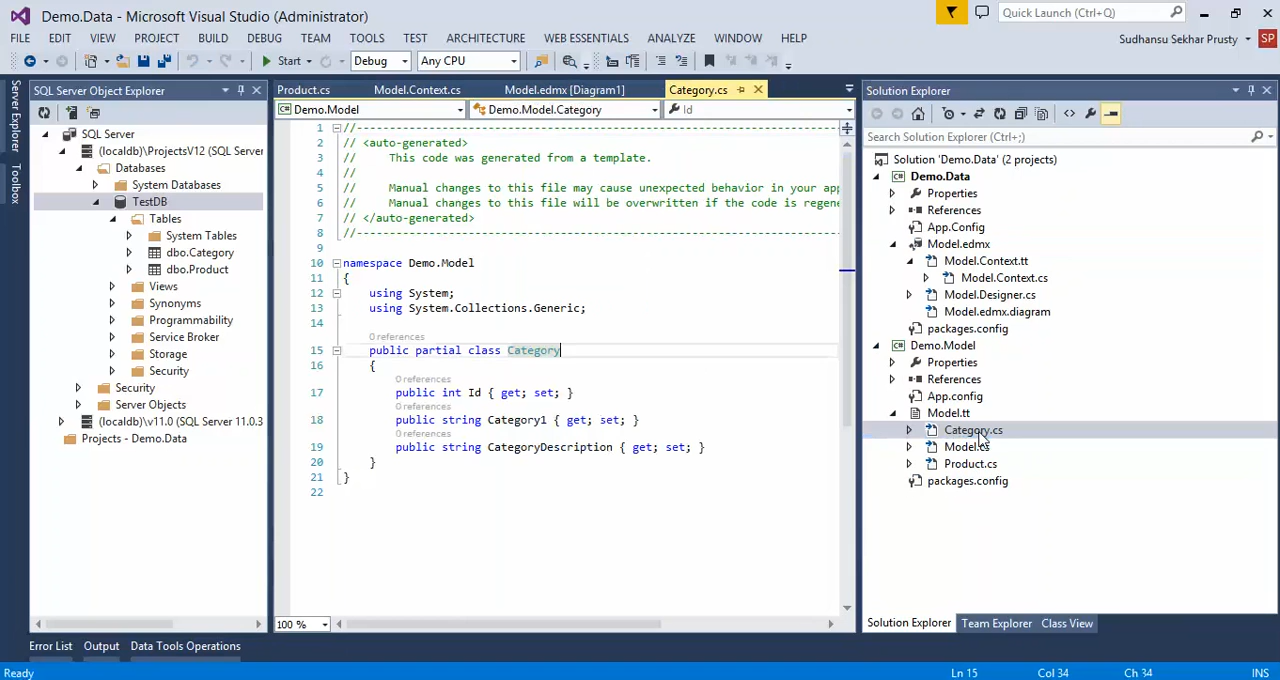 Demo.Data - Microsoft Visual Studio (Administrator)
Quick Launch (Ctrl+Q)
FILE EDIT VIEW PROJECT BUILD DEBUG TEAM TOOLS TEST ARCHITECTURE WEB ESSENTIALS ANALYZE WINDOW HELP
Sudhansu Sekhar Prusty SP
Start Debug Any CPU
Server Explorer
Toolbox
SQL Server Object Explorer
SQL Server
(localdb)\ProjectsV12 (SQL Server
Databases
System Databases
TestDB
Tables
System Tables
dbo.Category
dbo.Product
Views
Synonyms
Programmability
Service Broker
Storage
Security
Security
Server Objects
(localdb)\v11.0 (SQL Server 11.0.3
Projects - Demo.Data
Product.cs Model.Context.cs Model.edmx [Diagram1] Category.cs
Demo.Model Demo.Model.Category Id
1 //------------------------------------------------------------------------------
2 // <auto-generated>
3 // This code was generated from a template.
4 //
5 // Manual changes to this file may cause unexpected behavior in your app
6 // Manual changes to this file will be overwritten if the code is regene
7 // </auto-generated>
8 //------------------------------------------------------------------------------
9
10 namespace Demo.Model
11 {
12 using System;
13 using System.Collections.Generic;
14
0 references
15 public partial class Category
16 {
0 references
17 public int Id { get; set; }
0 references
18 public string Category1 { get; set; }
0 references
19 public string CategoryDescription { get; set; }
20 }
21 }
22
100 %
Solution Explorer
Search Solution Explorer (Ctrl+;)
Solution 'Demo.Data' (2 projects)
Demo.Data
Properties
References
App.Config
Model.edmx
Model.Context.tt
Model.Context.cs
Model.Designer.cs
Model.edmx.diagram
packages.config
Demo.Model
Properties
References
App.config
Model.tt
Category.cs
Model.cs
Product.cs
packages.config
Solution Explorer Team Explorer Class View
Error List Output Data Tools Operations
Ready Ln 15 Col 34 Ch 34 INS